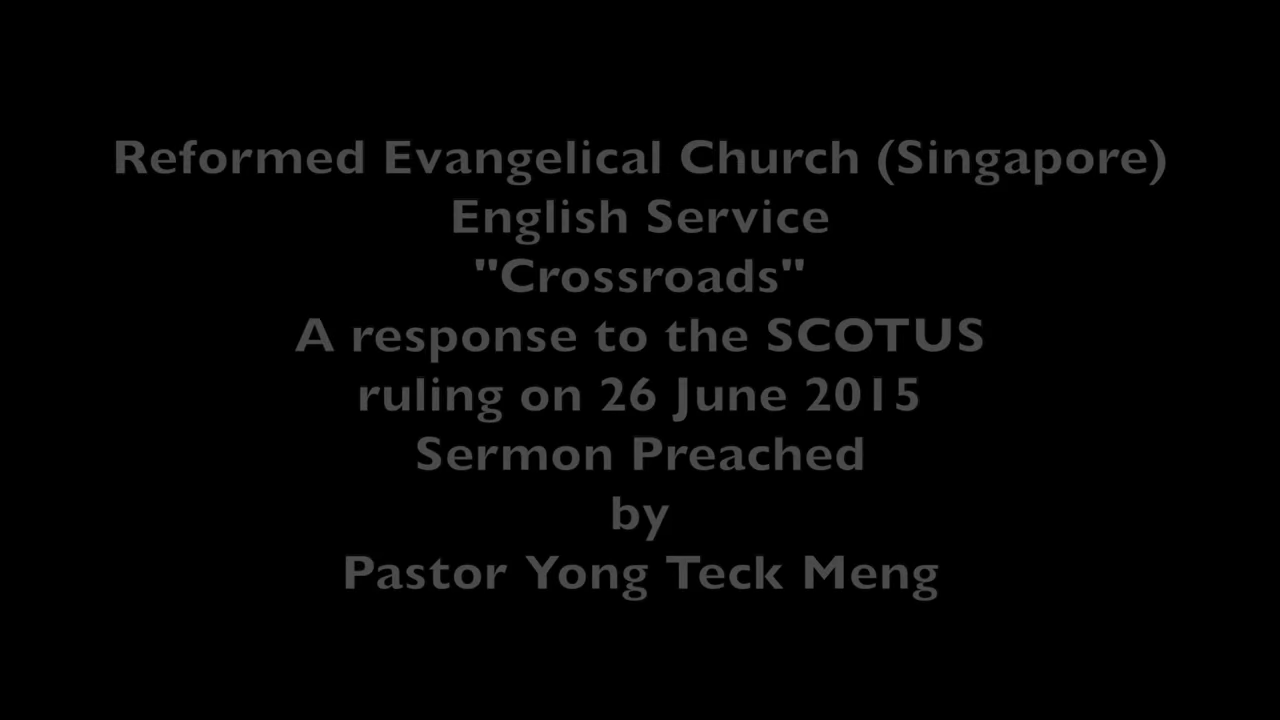 Reformed Evangelical Church (Singapore)
English Service
"Crossroads"
A response to the SCOTUS
ruling on 26 June 2015
Sermon Preached
by
Pastor Yong Teck Meng